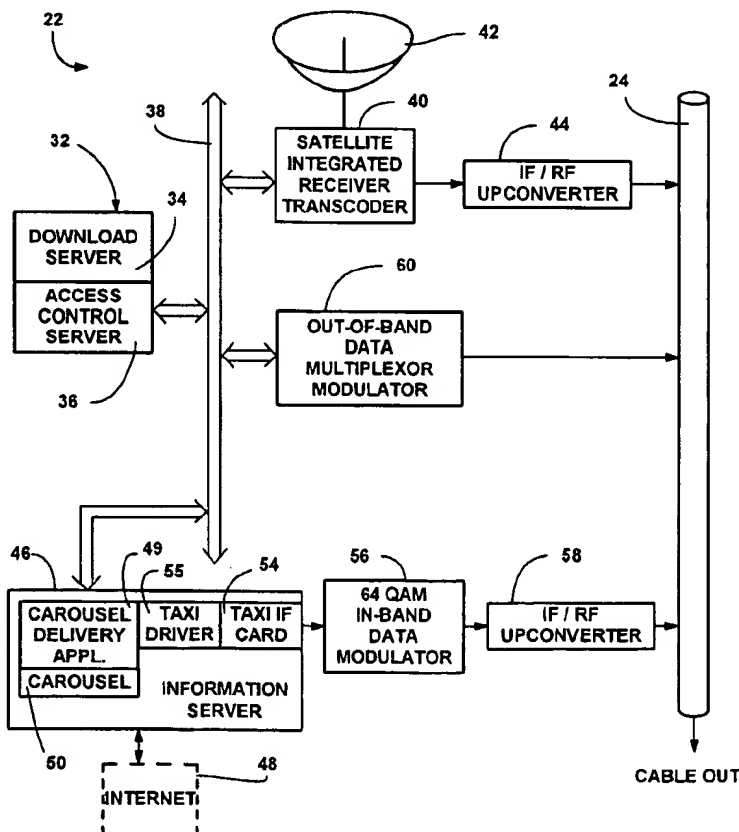 22
42
38
40
24
44
32
SATELLITE
INTEGRATED
RECEIVER
TRANSCODER
IF / RF
UPCONVERTER
34
DOWNLOAD
SERVER
60
ACCESS
CONTROL
SERVER
OUT-OF-BAND
DATA
MULTIPLEXOR
MODULATOR
36
46
49
55
54
56
58
CAROUSEL
DELIVERY
APPL.
TAXI
DRIVER
TAXI IF
CARD
64 QAM
IN-BAND
DATA
MODULATOR
IF / RF
UPCONVERTER
CAROUSEL
INFORMATION
SERVER
50
48
INTERNET
CABLE OUT